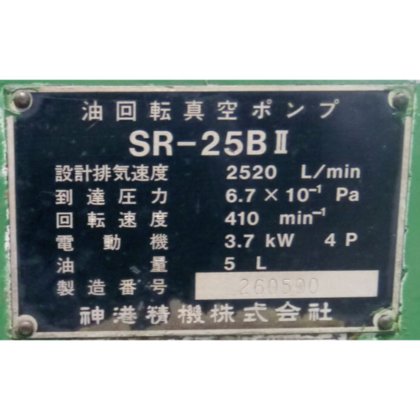 油回転真空ポンプ
SR-25BⅡ
設計排気速度 2520 L/min
到達圧力 6.7×10⁻¹ Pa
回転速度 410 min⁻¹
電動機 3.7 kW 4 P
油量 5 L
製造番号 260590
神港精機株式会社